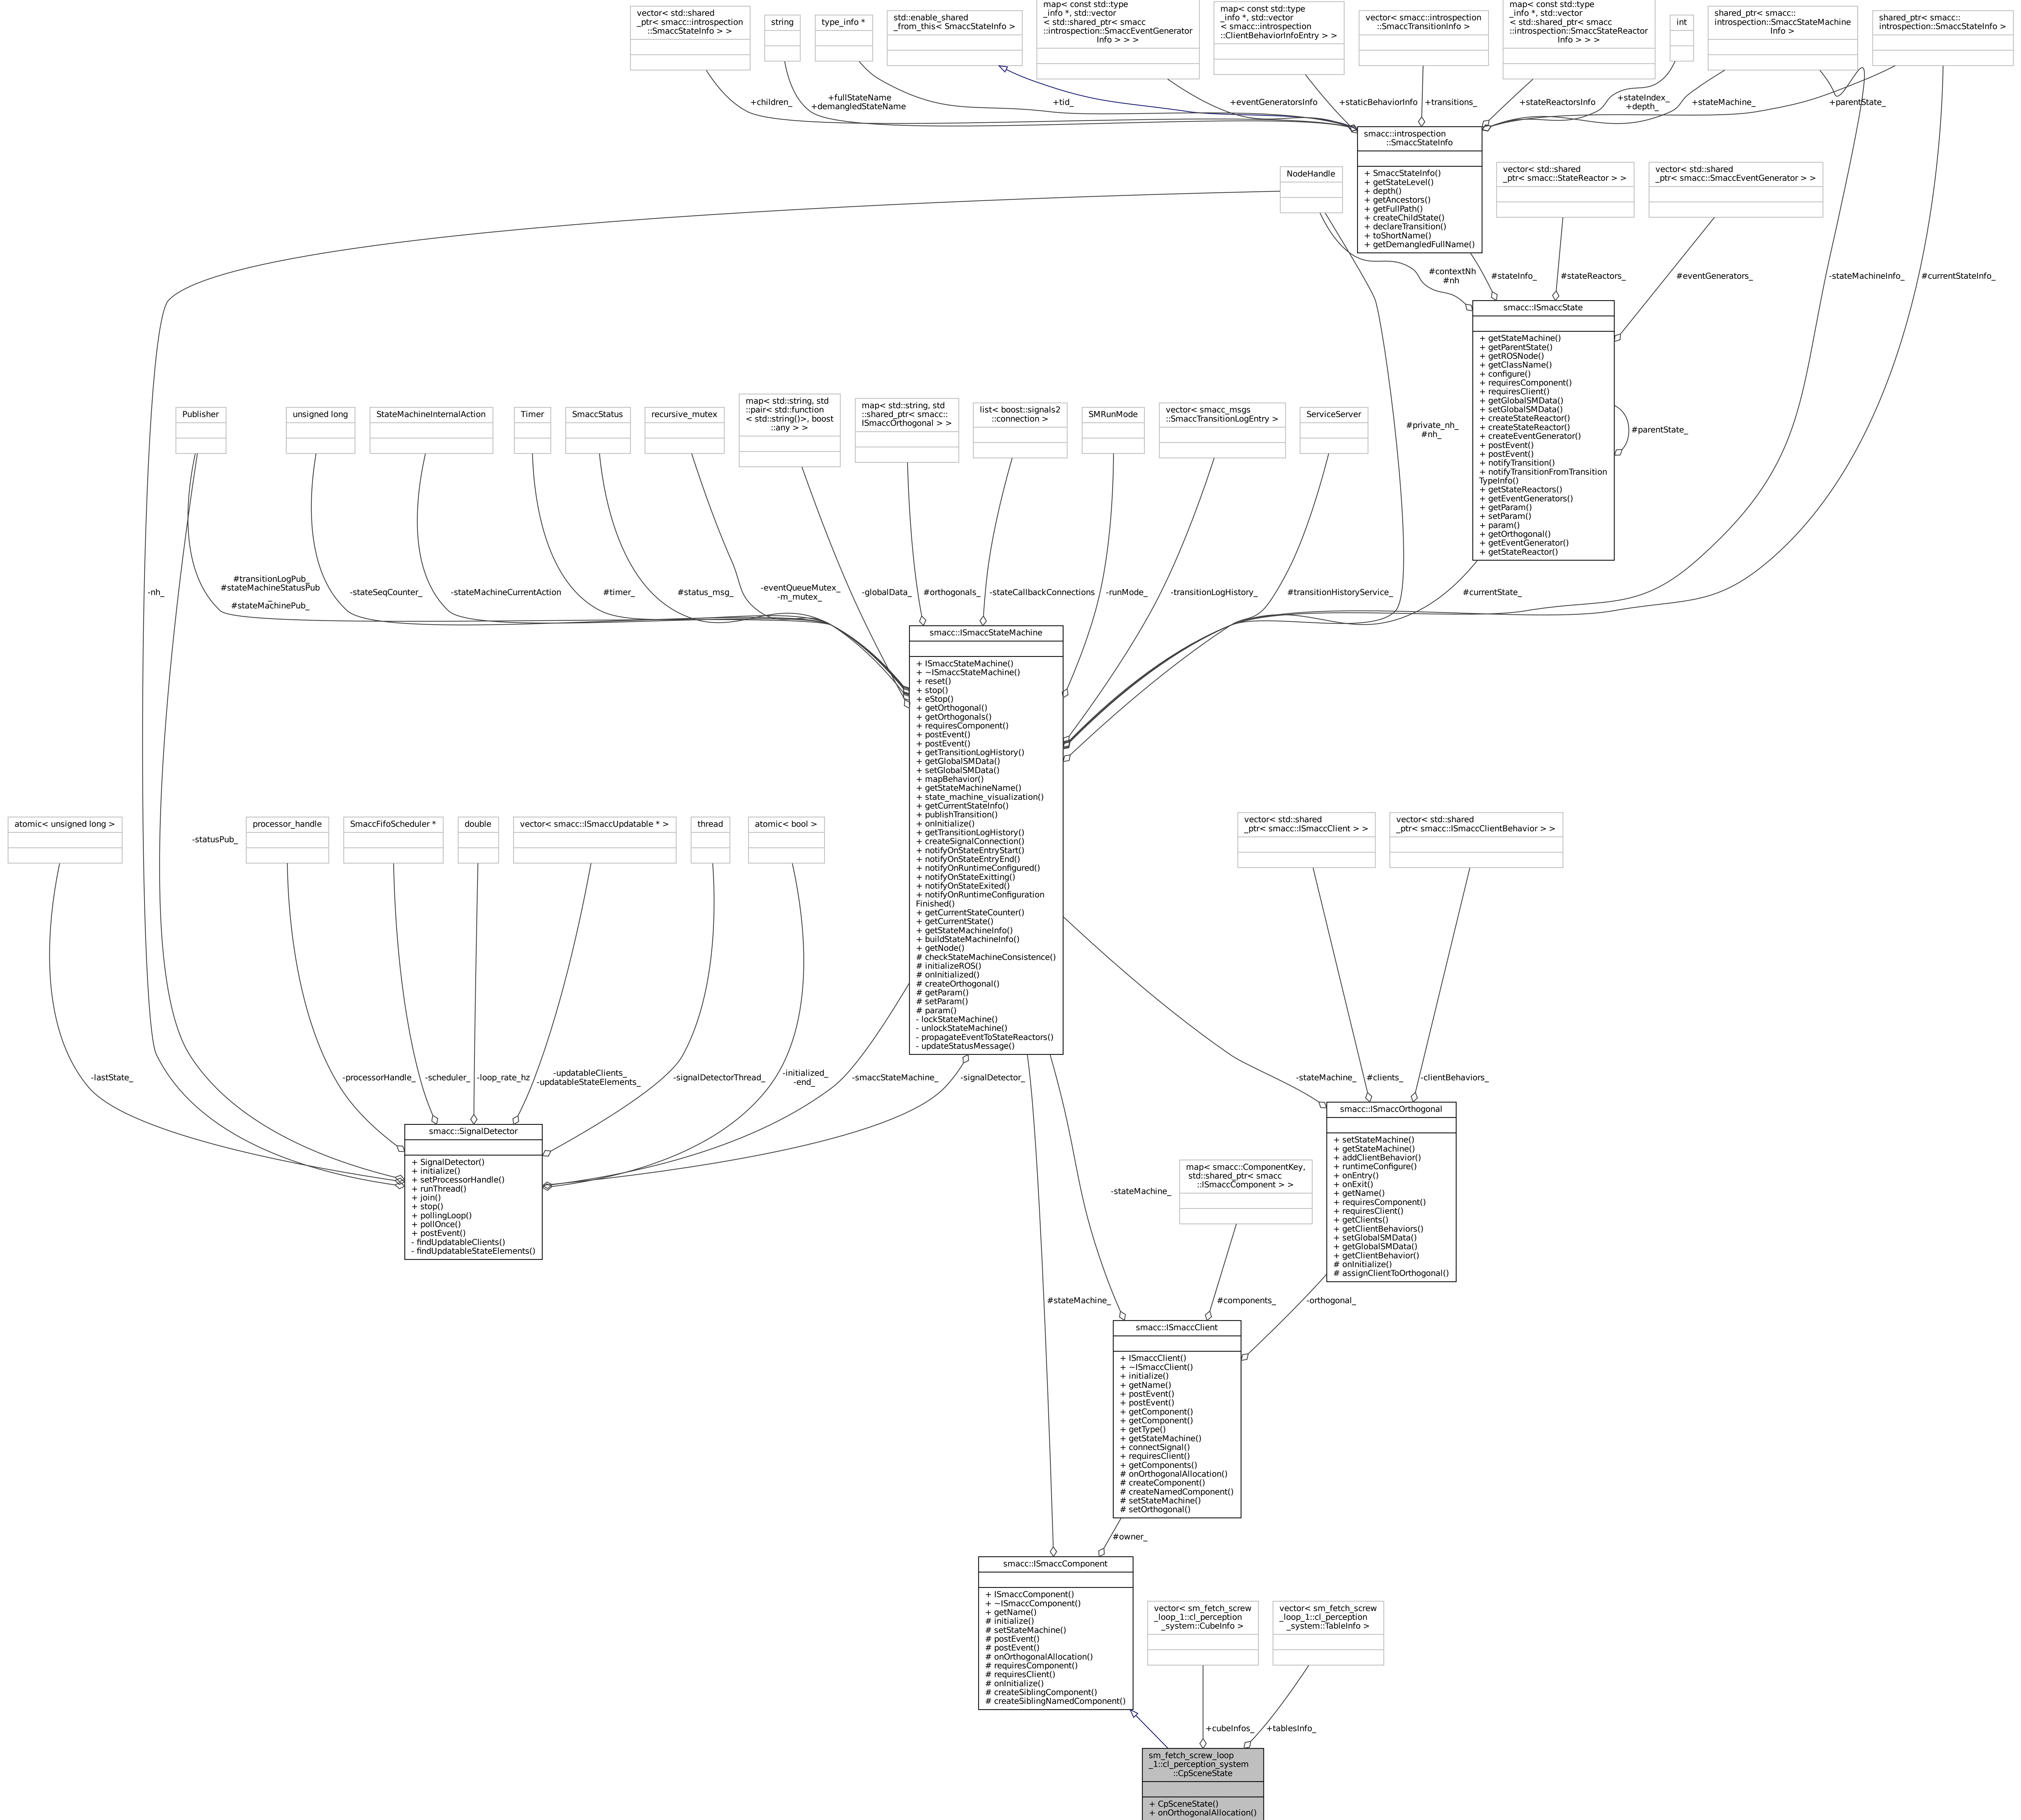 vector< std::shared
_ptr< smacc::introspection
::SmaccStateInfo > >
string
type_info *
std::enable_shared
_from_this< SmaccStateInfo >
map< const std::type
_info *, std::vector
< std::shared_ptr< smacc
::introspection::SmaccEventGenerator
Info > > >
map< const std::type
_info *, std::vector
< smacc::introspection
::ClientBehaviorInfoEntry > >
vector< smacc::introspection
::SmaccTransitionInfo >
map< const std::type
_info *, std::vector
< std::shared_ptr< smacc
::introspection::SmaccStateReactor
Info > > >
int
shared_ptr< smacc::
introspection::SmaccStateMachine
Info >
shared_ptr< smacc::
introspection::SmaccStateInfo >
+children_
+fullStateName
+demangledStateName
+tid_
+eventGeneratorsInfo
+staticBehaviorInfo
+transitions_
+stateReactorsInfo
+stateIndex_
+depth_
+stateMachine_
+parentState_
smacc::introspection
::SmaccStateInfo
+ SmaccStateInfo()
+ getStateLevel()
+ depth()
+ getAncestors()
+ getFullPath()
+ createChildState()
+ declareTransition()
+ toShortName()
+ getDemangledFullName()
NodeHandle
vector< std::shared
_ptr< smacc::StateReactor > >
vector< std::shared
_ptr< smacc::SmaccEventGenerator > >
#contextNh
#nh
#stateInfo_
#stateReactors_
#eventGenerators_
-stateMachineInfo_
#currentStateInfo_
smacc::ISmaccState
+ getStateMachine()
+ getParentState()
+ getROSNode()
+ getClassName()
+ configure()
+ requiresComponent()
+ requiresClient()
+ getGlobalSMData()
+ setGlobalSMData()
+ createStateReactor()
+ createStateReactor()
+ createEventGenerator()
+ postEvent()
+ postEvent()
+ notifyTransition()
+ notifyTransitionFromTransition
TypeInfo()
+ getStateReactors()
+ getEventGenerators()
+ getParam()
+ setParam()
+ param()
+ getOrthogonal()
+ getEventGenerator()
+ getStateReactor()
#parentState_
Publisher
unsigned long
StateMachineInternalAction
Timer
SmaccStatus
recursive_mutex
map< std::string, std
::pair< std::function
< std::string()>, boost
::any > >
map< std::string, std
::shared_ptr< smacc::
ISmaccOrthogonal > >
list< boost::signals2
::connection >
SMRunMode
vector< smacc_msgs
::SmaccTransitionLogEntry >
ServiceServer
#private_nh_
#nh_
-nh_
#transitionLogPub_
#stateMachineStatusPub
_
#stateMachinePub_
-stateSeqCounter_
-stateMachineCurrentAction
#timer_
#status_msg_
-eventQueueMutex_
-m_mutex_
-globalData_
#orthogonals_
-stateCallbackConnections
-runMode_
-transitionLogHistory_
#transitionHistoryService_
#currentState_
smacc::ISmaccStateMachine
+ ISmaccStateMachine()
+ ~ISmaccStateMachine()
+ reset()
+ stop()
+ eStop()
+ getOrthogonal()
+ getOrthogonals()
+ requiresComponent()
+ postEvent()
+ postEvent()
+ getTransitionLogHistory()
+ getGlobalSMData()
+ setGlobalSMData()
+ mapBehavior()
+ getStateMachineName()
+ state_machine_visualization()
+ getCurrentStateInfo()
+ publishTransition()
+ onInitialize()
+ getTransitionLogHistory()
+ createSignalConnection()
+ notifyOnStateEntryStart()
+ notifyOnStateEntryEnd()
+ notifyOnRuntimeConfigured()
+ notifyOnStateExitting()
+ notifyOnStateExited()
+ notifyOnRuntimeConfiguration
Finished()
+ getCurrentStateCounter()
+ getCurrentState()
+ getStateMachineInfo()
+ buildStateMachineInfo()
+ getNode()
# checkStateMachineConsistence()
# initializeROS()
# onInitialized()
# createOrthogonal()
# getParam()
# setParam()
# param()
- lockStateMachine()
- unlockStateMachine()
- propagateEventToStateReactors()
- updateStatusMessage()
atomic< unsigned long >
-statusPub_
processor_handle
SmaccFifoScheduler *
double
vector< smacc::ISmaccUpdatable * >
thread
atomic< bool >
vector< std::shared
_ptr< smacc::ISmaccClient > >
vector< std::shared
_ptr< smacc::ISmaccClientBehavior > >
-lastState_
-processorHandle_
-scheduler_
-loop_rate_hz
-updatableClients_
-updatableStateElements_
-signalDetectorThread_
-initialized_
-end_
-smaccStateMachine_
-signalDetector_
-stateMachine_
#clients_
-clientBehaviors_
smacc::SignalDetector
+ SignalDetector()
+ initialize()
+ setProcessorHandle()
+ runThread()
+ join()
+ stop()
+ pollingLoop()
+ pollOnce()
+ postEvent()
- findUpdatableClients()
- findUpdatableStateElements()
smacc::ISmaccOrthogonal
+ setStateMachine()
+ getStateMachine()
+ addClientBehavior()
+ runtimeConfigure()
+ onEntry()
+ onExit()
+ getName()
+ requiresComponent()
+ requiresClient()
+ getClients()
+ getClientBehaviors()
+ setGlobalSMData()
+ getGlobalSMData()
+ getClientBehavior()
# onInitialize()
# assignClientToOrthogonal()
-stateMachine_
map< smacc::ComponentKey,
std::shared_ptr< smacc
::ISmaccComponent > >
#stateMachine_
#components_
-orthogonal_
smacc::ISmaccClient
+ ISmaccClient()
+ ~ISmaccClient()
+ initialize()
+ getName()
+ postEvent()
+ postEvent()
+ getComponent()
+ getComponent()
+ getType()
+ getStateMachine()
+ connectSignal()
+ requiresClient()
+ getComponents()
# onOrthogonalAllocation()
# createComponent()
# createNamedComponent()
# setStateMachine()
# setOrthogonal()
#owner_
smacc::ISmaccComponent
+ ISmaccComponent()
+ ~ISmaccComponent()
+ getName()
# initialize()
# setStateMachine()
# postEvent()
# postEvent()
# onOrthogonalAllocation()
# requiresComponent()
# requiresClient()
# onInitialize()
# createSiblingComponent()
# createSiblingNamedComponent()
vector< sm_fetch_screw
_loop_1::cl_perception
_system::CubeInfo >
vector< sm_fetch_screw
_loop_1::cl_perception
_system::TableInfo >
+cubeInfos_
+tablesInfo_
sm_fetch_screw_loop
_1::cl_perception_system
::CpSceneState
+ CpSceneState()
+ onOrthogonalAllocation()